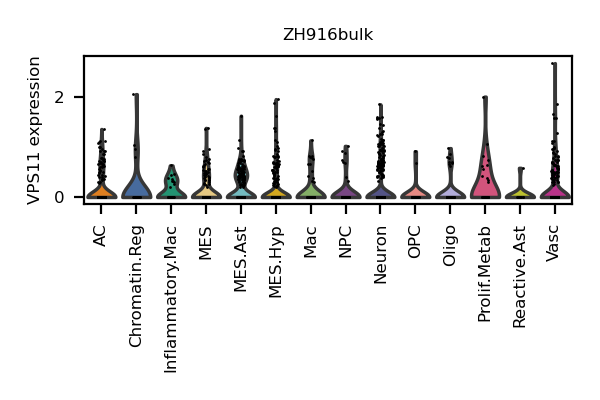 ZH916bulk
VPS11 expression
2
0
AC
Chromatin.Reg
Inflammatory.Mac
MES
MES.Ast
MES.Hyp
Mac
NPC
Neuron
OPC
Oligo
Prolif.Metab
Reactive.Ast
Vasc